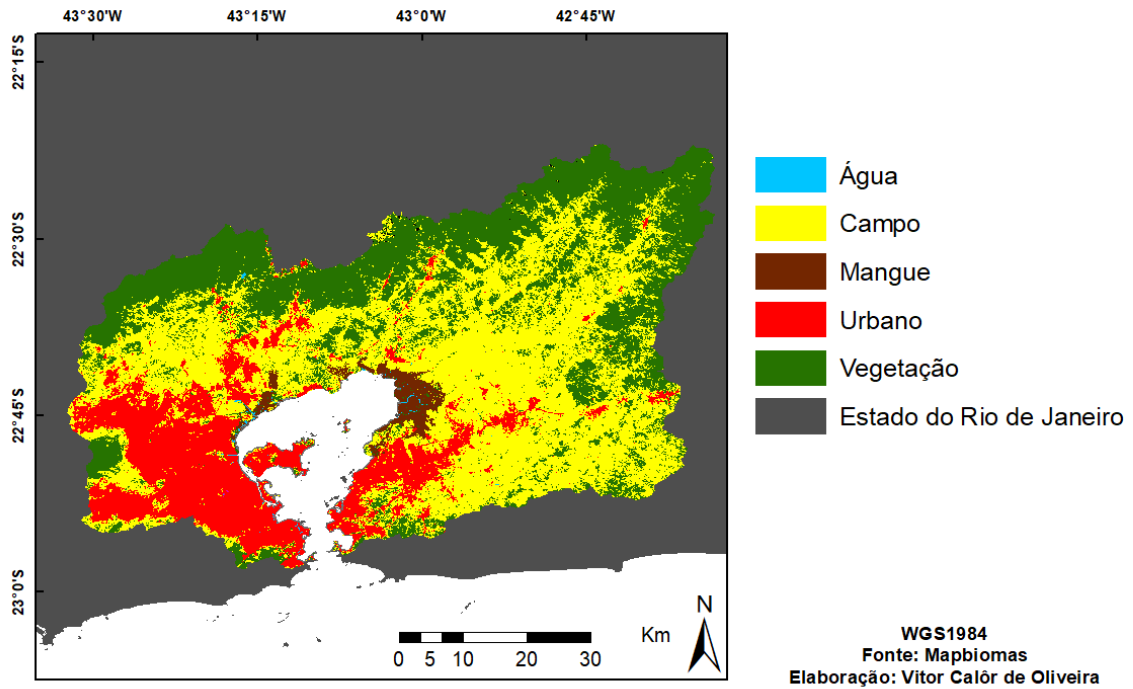 43°30'W 43°15'W 43°0'W 42°45'W
22°15'S
22°30'S
22°45'S
23°0'S
Água
Campo
Mangue
Urbano
Vegetação
Estado do Rio de Janeiro
N
Km
0 5 10 20 30
WGS1984
Fonte: Mapbiomas
Elaboração: Vitor Calôr de Oliveira